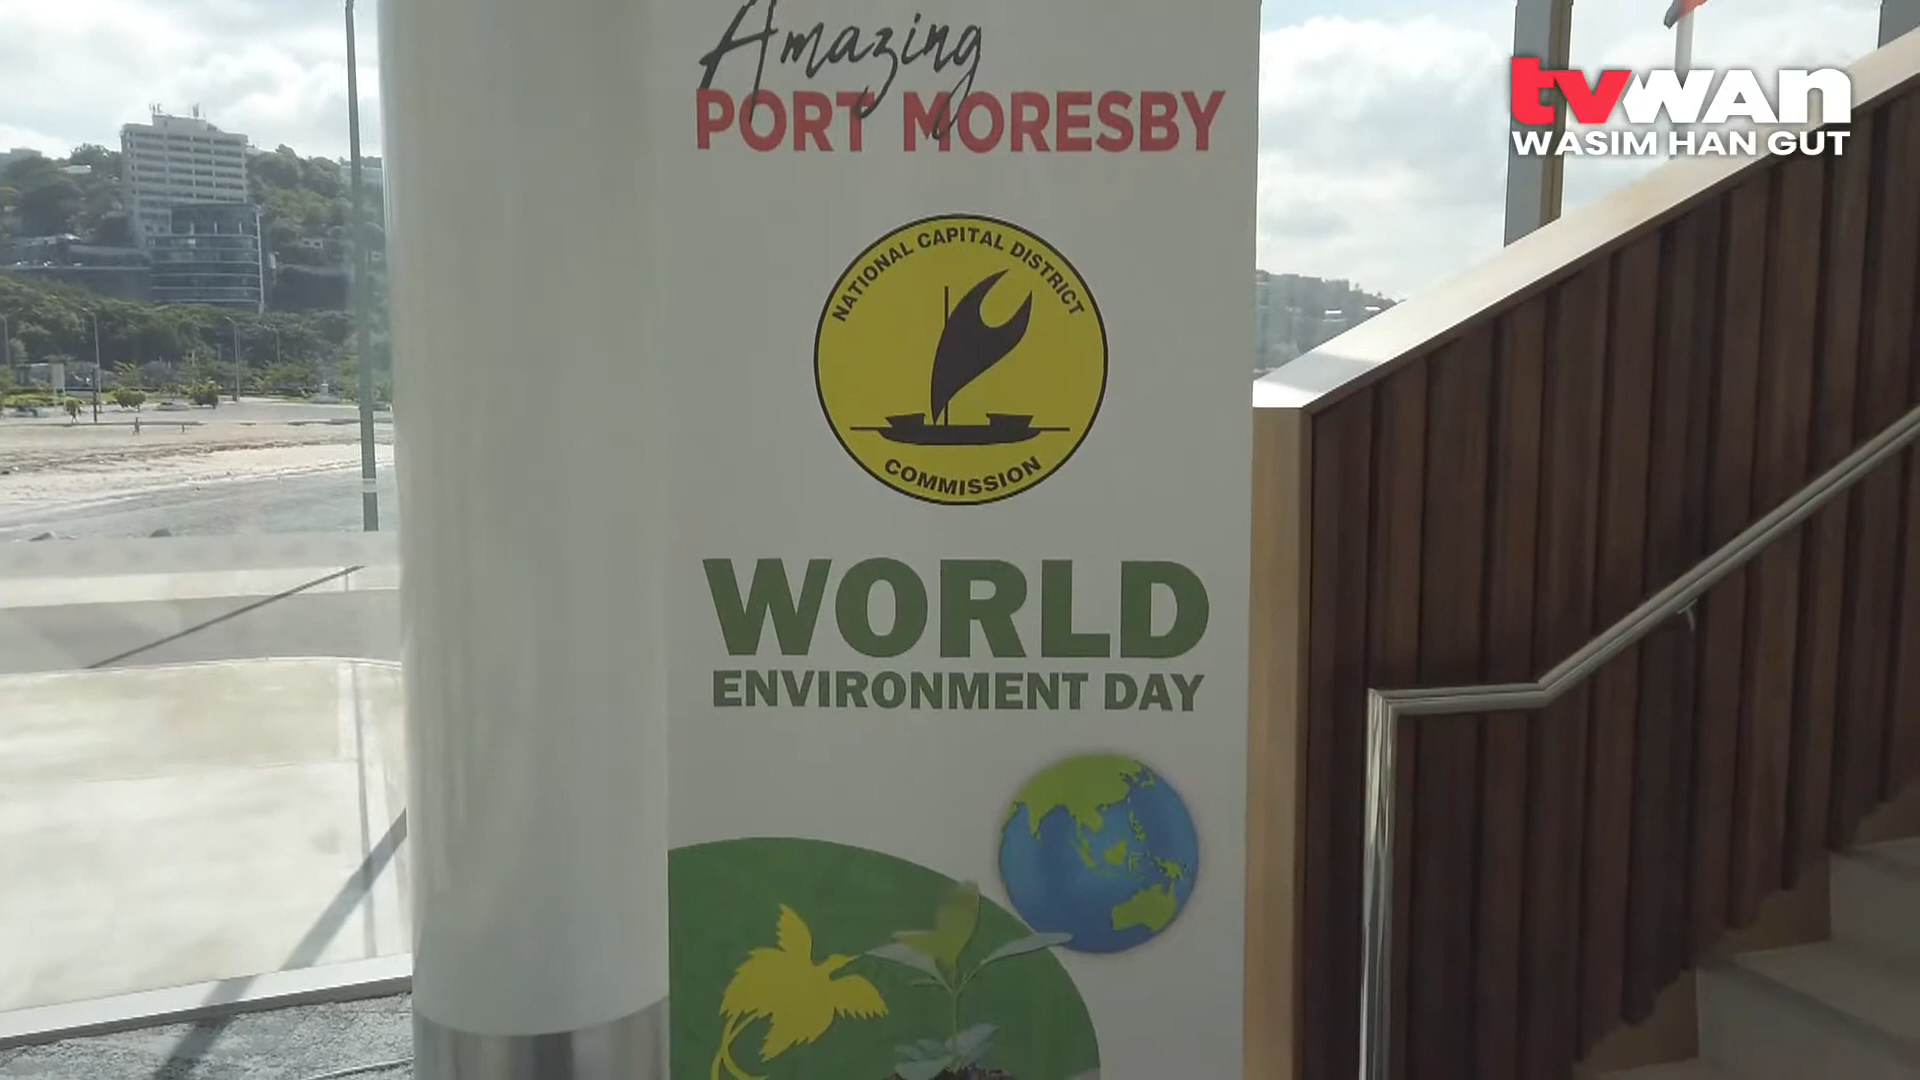 Amazing
PORT MORESBY
tvwan
WASIM HAN GUT
NATIONAL CAPITAL DISTRICT
COMMISSION
WORLD
ENVIRONMENT DAY